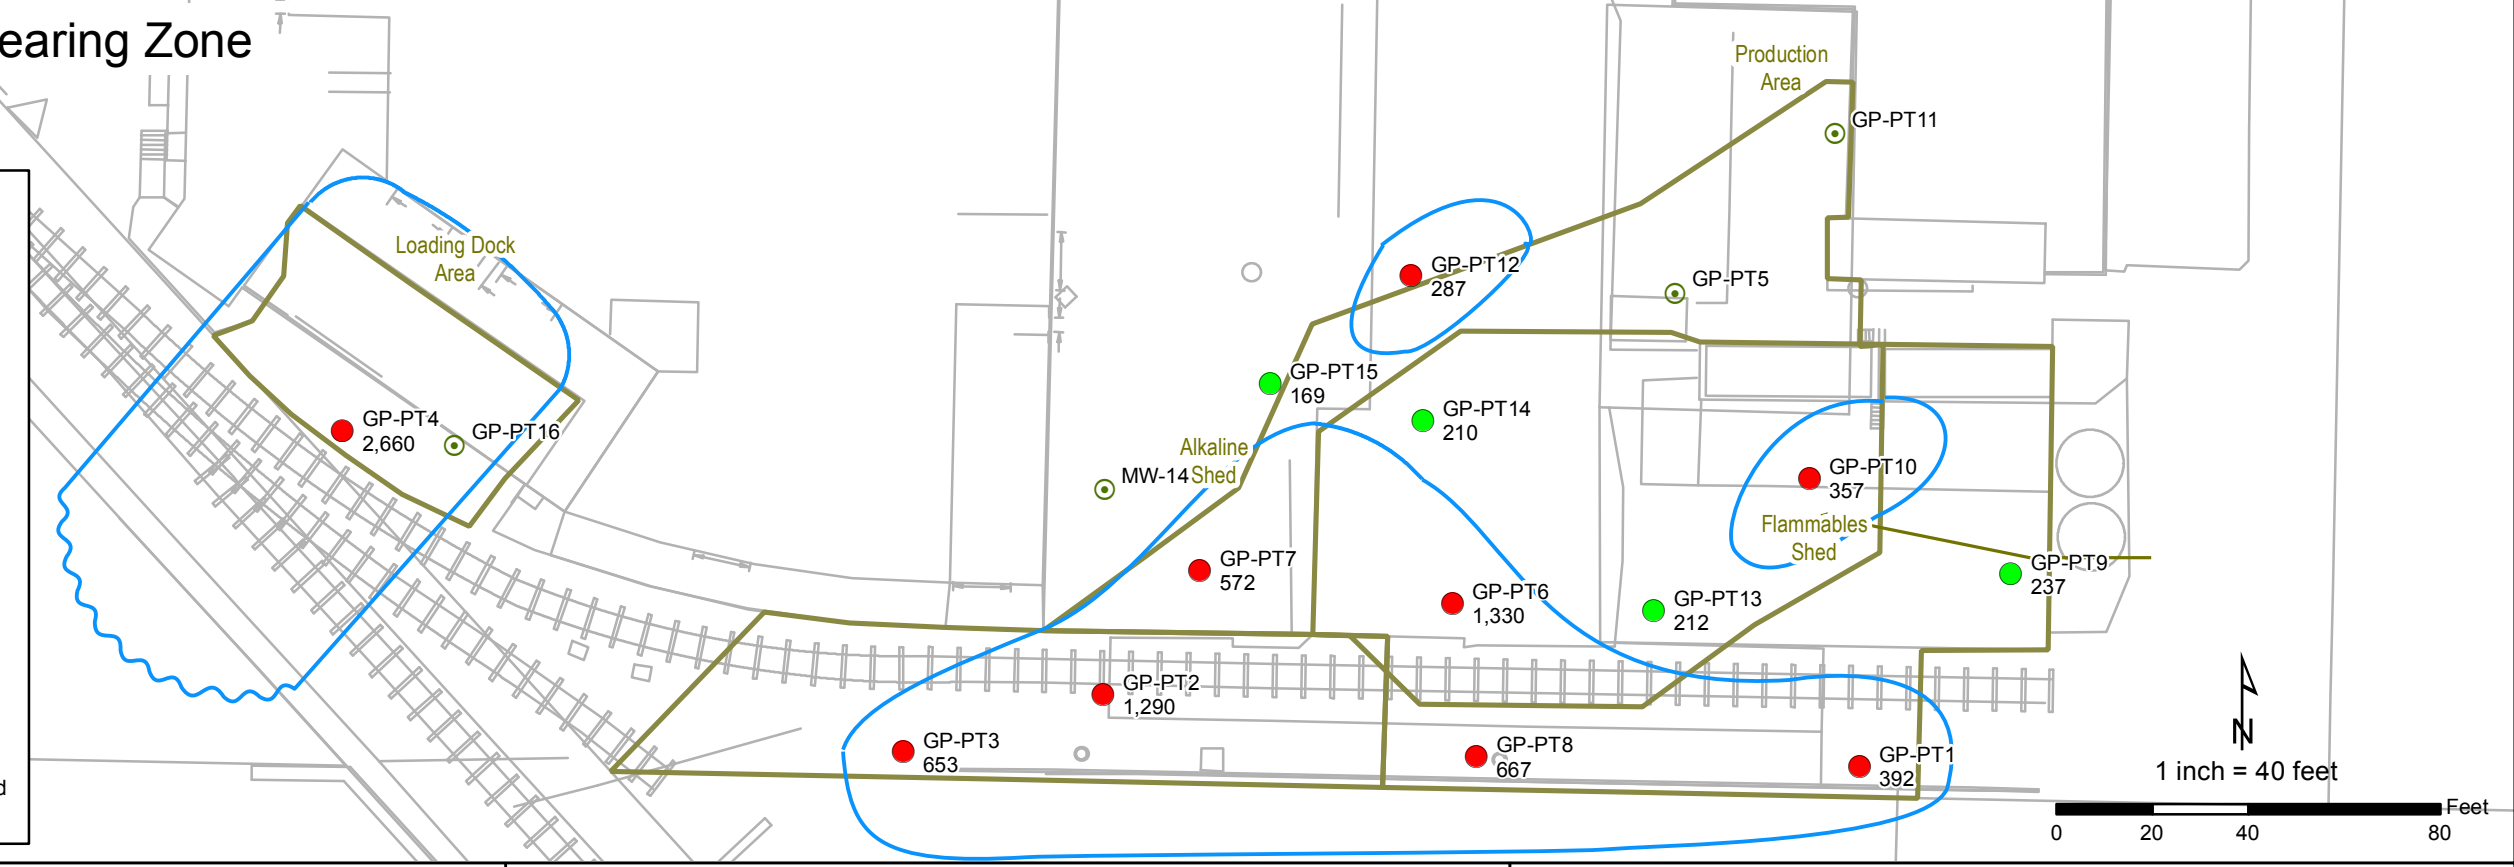 earing Zone
Production
Area
GP-PT11
Loading Dock
Area
GP-PT12
287
GP-PT5
GP-PT15
169
GP-PT14
210
GP-PT4
2,660
GP-PT16
Alkaline
Shed
MW-14
GP-PT10
357
Flammables
Shed
GP-PT9
237
GP-PT7
572
GP-PT6
1,330
GP-PT13
212
GP-PT2
1,290
GP-PT3
653
GP-PT8
667
GP-PT1
392
N
1 inch = 40 feet
Feet
0 20 40 80
d